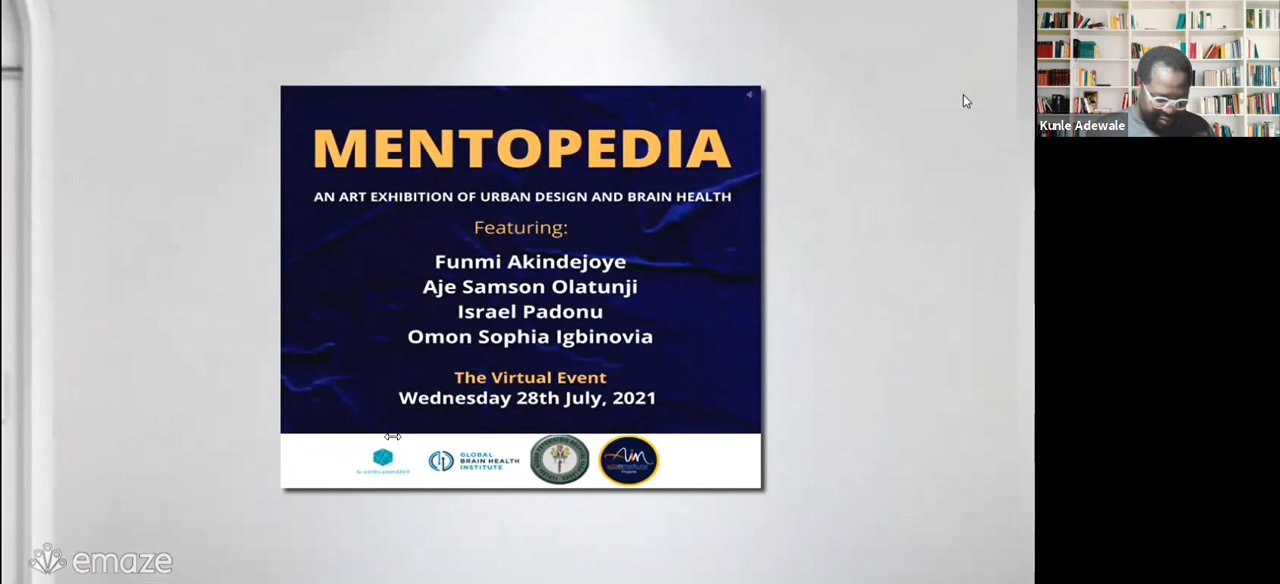 MENTOPEDIA
AN ART EXHIBITION OF URBAN DESIGN AND BRAIN HEALTH
Featuring:
Funmi Akindejoye
Aje Samson Olatunji
Israel Padonu
Omon Sophia Igbinovia
The Virtual Event
Wednesday 28th July, 2021
GLOBAL
BRAIN HEALTH
INSTITUTE
Aim
emaze
Kunle Adewale